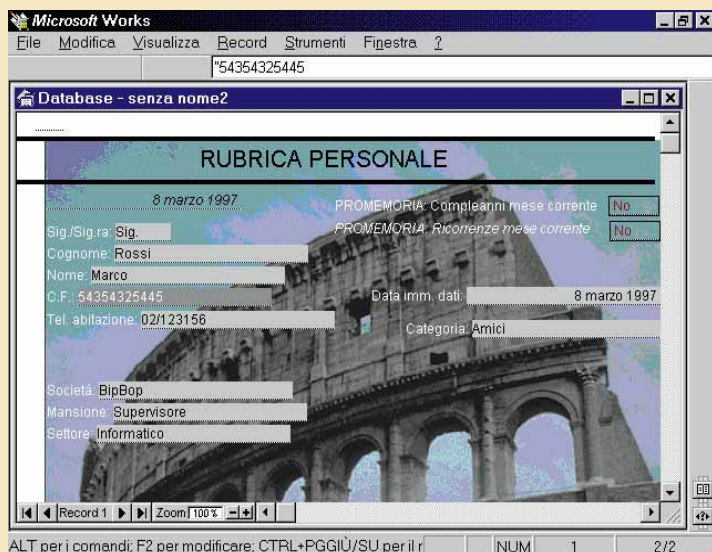 Microsoft Works
File Modifica Visualizza Record Strumenti Finestra ?
"54354325445
Database - senza nome2
RUBRICA PERSONALE
8 marzo 1997
PROMEMORIA: Compleanni mese corrente No
PROMEMORIA: Ricorrenze mese corrente No
Sig./Sig.ra: Sig.
Cognome: Rossi
Nome: Marco
C.F.: 54354325445
Data imm. dati: 8 marzo 1997
Tel. abitazione: 02/123156
Categoria: Amici
Società: BipBop
Mansione: Supervisore
Settore: Informatico
Record 1 Zoom 100%
ALT per i comandi; F2 per modificare; CTRL+PGGIÙ/SU per il r NUM 1 2/2